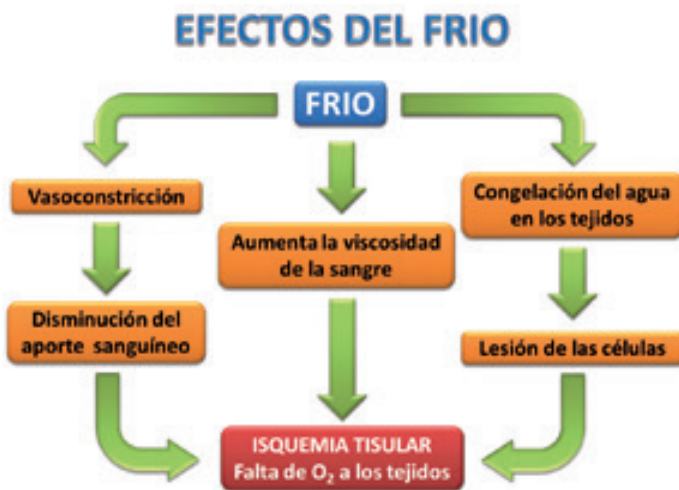 EFECTOS DEL FRIO
FRIO
Vasoconstricción
Disminución del
aporte sanguíneo
Aumenta la viscosidad
de la sangre
Congelación del agua
en los tejidos
Lesión de las células
ISQUEMIA TISULAR
Falta de O₂ a los tejidos